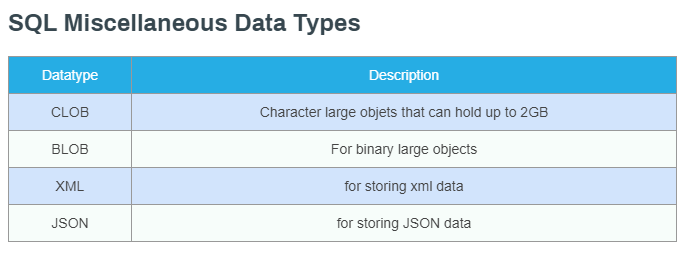 SQL Miscellaneous Data Types
Datatype Description
CLOB Character large objets that can hold up to 2GB
BLOB For binary large objects
XML for storing xml data
JSON for storing JSON data